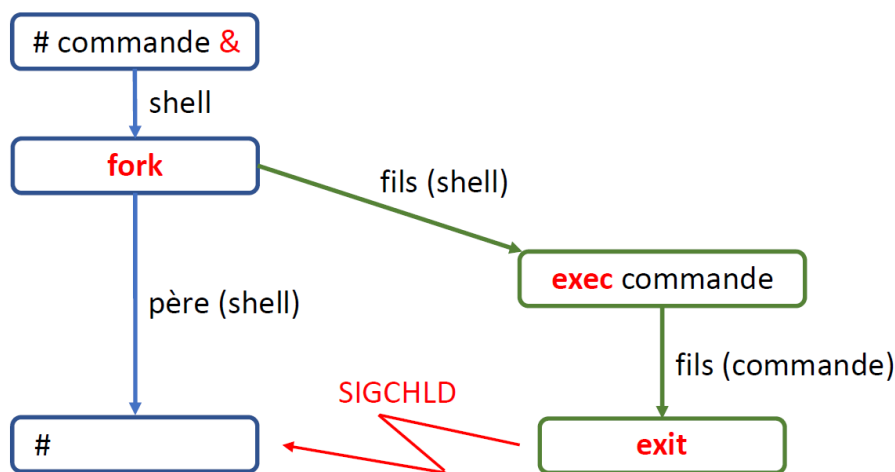 # commande &
shell
fork
fils (shell)
exec commande
père (shell)
fils (commande)
SIGCHLD
#
exit